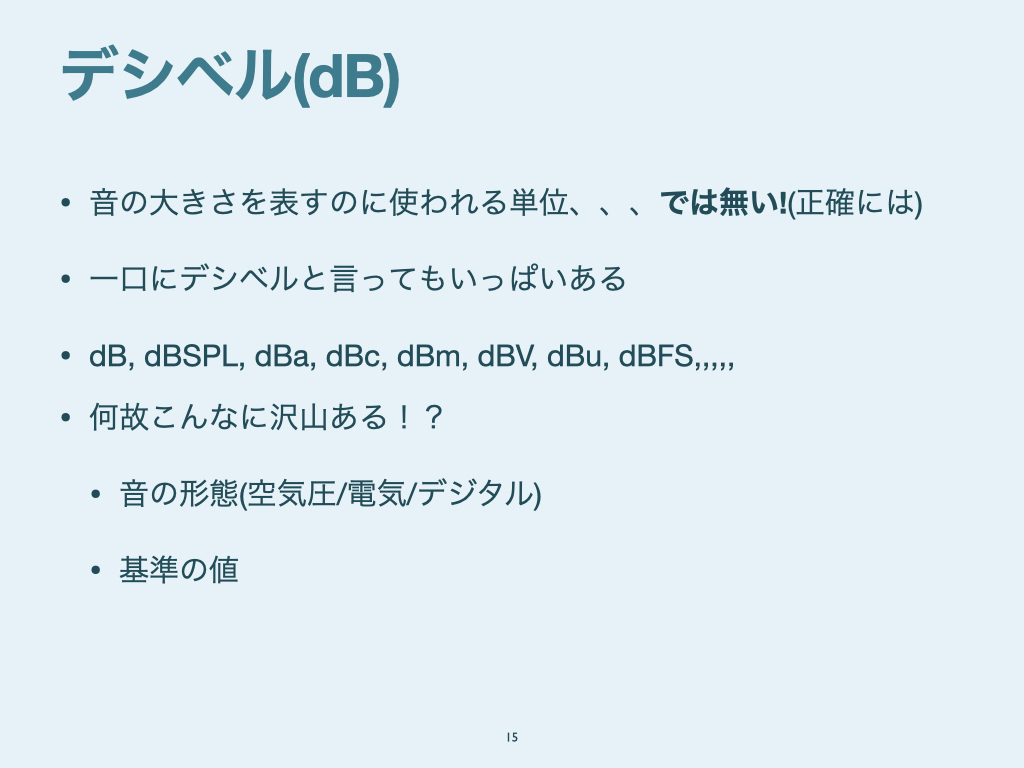 デシベル(dB)
• 音の大きさを表すのに使われる単位、、、では無い!(正確には)
• 一口にデシベルと言ってもいっぱいある
• dB, dBSPL, dBa, dBc, dBm, dBV, dBu, dBFS,,,,,
• 何故こんなに沢山ある！？
• 音の形態(空気圧/電気/デジタル)
• 基準の値
15